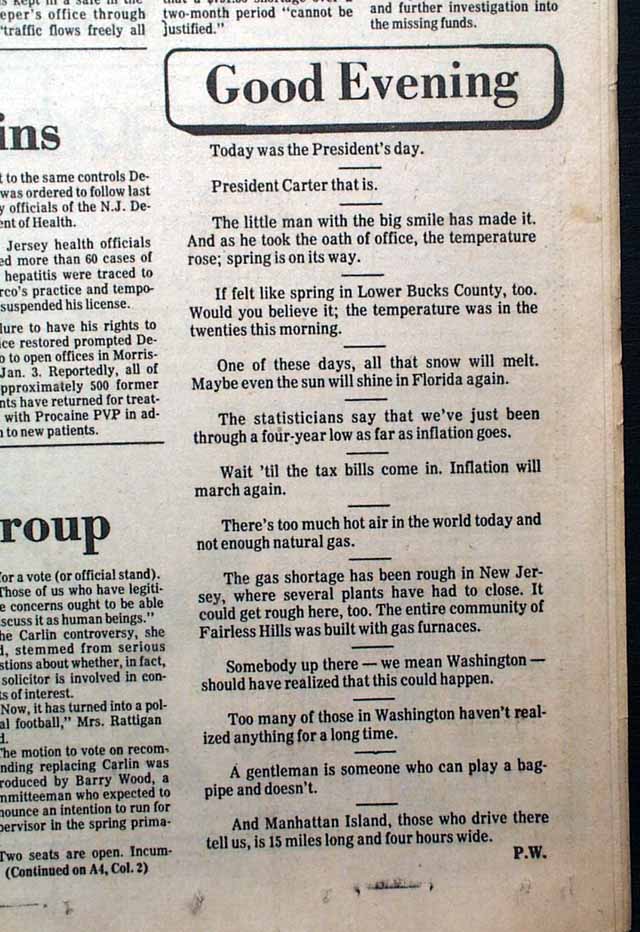 eper's office through
"traffic flows freely all
two-month period "cannot be
justified."
and further investigation into
the missing funds.
ins
t to the same controls De-
was ordered to follow last
y officials of the N.J. De-
ent of Health.
Jersey health officials
ed more than 60 cases of
hepatitis were traced to
rco's practice and tempo-
suspended his license.
lure to have his rights to
ice restored prompted De-
o to open offices in Morris-
Jan. 3. Reportedly, all of
pproximately 500 former
nts have returned for treat-
with Procaine PVP in ad-
n to new patients.
roup
for a vote (or official stand).
Those of us who have legiti-
e concerns ought to be able
scuss it as human beings."
he Carlin controversy, she
d, stemmed from serious
stions about whether, in fact,
solicitor is involved in con-
ts of interest.
Now, it has turned into a pol-
al football," Mrs. Rattigan
d.
The motion to vote on recom-
nding replacing Carlin was
roduced by Barry Wood, a
mmitteeman who expected to
nounce an intention to run for
pervisor in the spring prima-
Two seats are open. Incum-
(Continued on A4, Col. 2)
Good Evening
Today was the President's day.
President Carter that is.
The little man with the big smile has made it.
And as he took the oath of office, the temperature
rose; spring is on its way.
If felt like spring in Lower Bucks County, too.
Would you believe it; the temperature was in the
twenties this morning.
One of these days, all that snow will melt.
Maybe even the sun will shine in Florida again.
The statisticians say that we've just been
through a four-year low as far as inflation goes.
Wait 'til the tax bills come in. Inflation will
march again.
There's too much hot air in the world today and
not enough natural gas.
The gas shortage has been rough in New Jer-
sey, where several plants have had to close. It
could get rough here, too. The entire community of
Fairless Hills was built with gas furnaces.
Somebody up there — we mean Washington —
should have realized that this could happen.
Too many of those in Washington haven't real-
ized anything for a long time.
A gentleman is someone who can play a bag-
pipe and doesn't.
And Manhattan Island, those who drive there
tell us, is 15 miles long and four hours wide.
P.W.